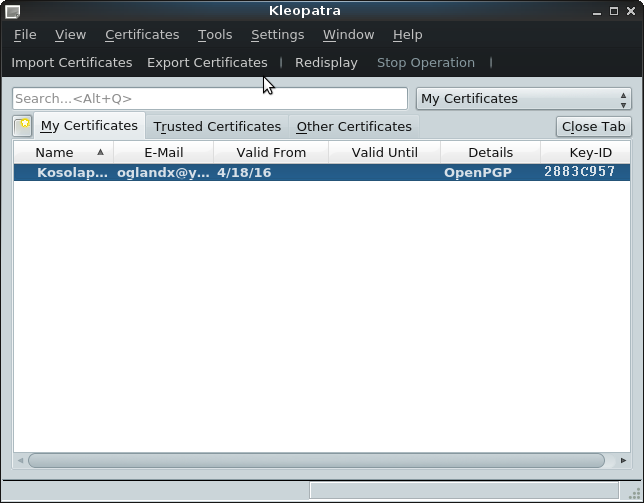 Kleopatra
File View Certificates Tools Settings Window Help
Import Certificates Export Certificates Redisplay Stop Operation
Search...<Alt+Q> My Certificates
My Certificates Trusted Certificates Other Certificates Close Tab
Name E-Mail Valid From Valid Until Details Key-ID
Kosolap... oglandx@y... 4/18/16 OpenPGP 2883C957